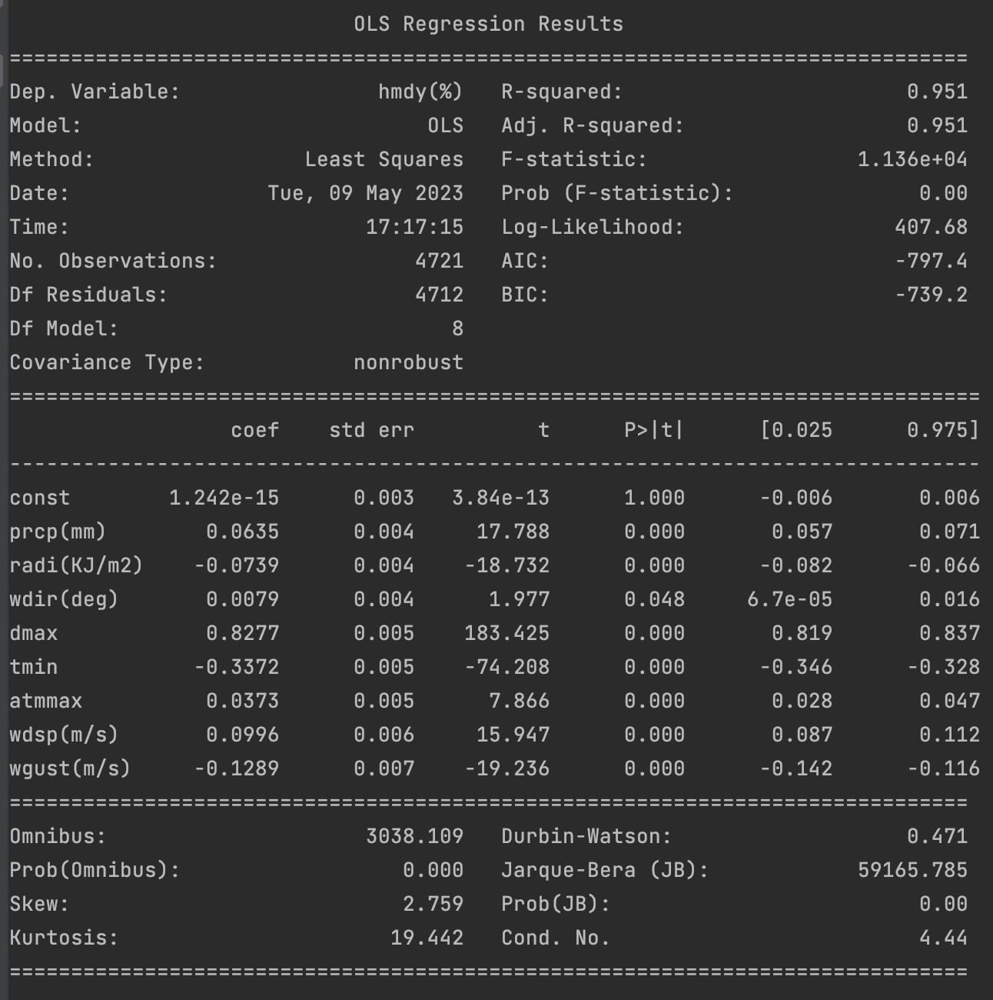 OLS Regression Results
==============================================================================
Dep. Variable:                hmdy(%)   R-squared:                       0.951
Model:                            OLS   Adj. R-squared:                  0.951
Method:                 Least Squares   F-statistic:                 1.136e+04
Date:                Tue, 09 May 2023   Prob (F-statistic):               0.00
Time:                        17:17:15   Log-Likelihood:                 407.68
No. Observations:                4721   AIC:                            -797.4
Df Residuals:                    4712   BIC:                            -739.2
Df Model:                           8
Covariance Type:            nonrobust
===============================================================================
                  coef    std err          t      P>|t|      [0.025      0.975]
-------------------------------------------------------------------------------
const        1.242e-15      0.003   3.84e-13      1.000      -0.006       0.006
prcp(mm)        0.0635      0.004     17.788      0.000       0.057       0.071
radi(KJ/m2)    -0.0739      0.004    -18.732      0.000      -0.082      -0.066
wdir(deg)       0.0079      0.004      1.977      0.048     6.7e-05       0.016
dmax            0.8277      0.005    183.425      0.000       0.819       0.837
tmin           -0.3372      0.005    -74.208      0.000      -0.346      -0.328
atmmax          0.0373      0.005      7.866      0.000       0.028       0.047
wdsp(m/s)       0.0996      0.006     15.947      0.000       0.087       0.112
wgust(m/s)     -0.1289      0.007    -19.236      0.000      -0.142      -0.116
==============================================================================
Omnibus:                     3038.109   Durbin-Watson:                   0.471
Prob(Omnibus):                  0.000   Jarque-Bera (JB):            59165.785
Skew:                           2.759   Prob(JB):                         0.00
Kurtosis:                      19.442   Cond. No.                         4.44
==============================================================================